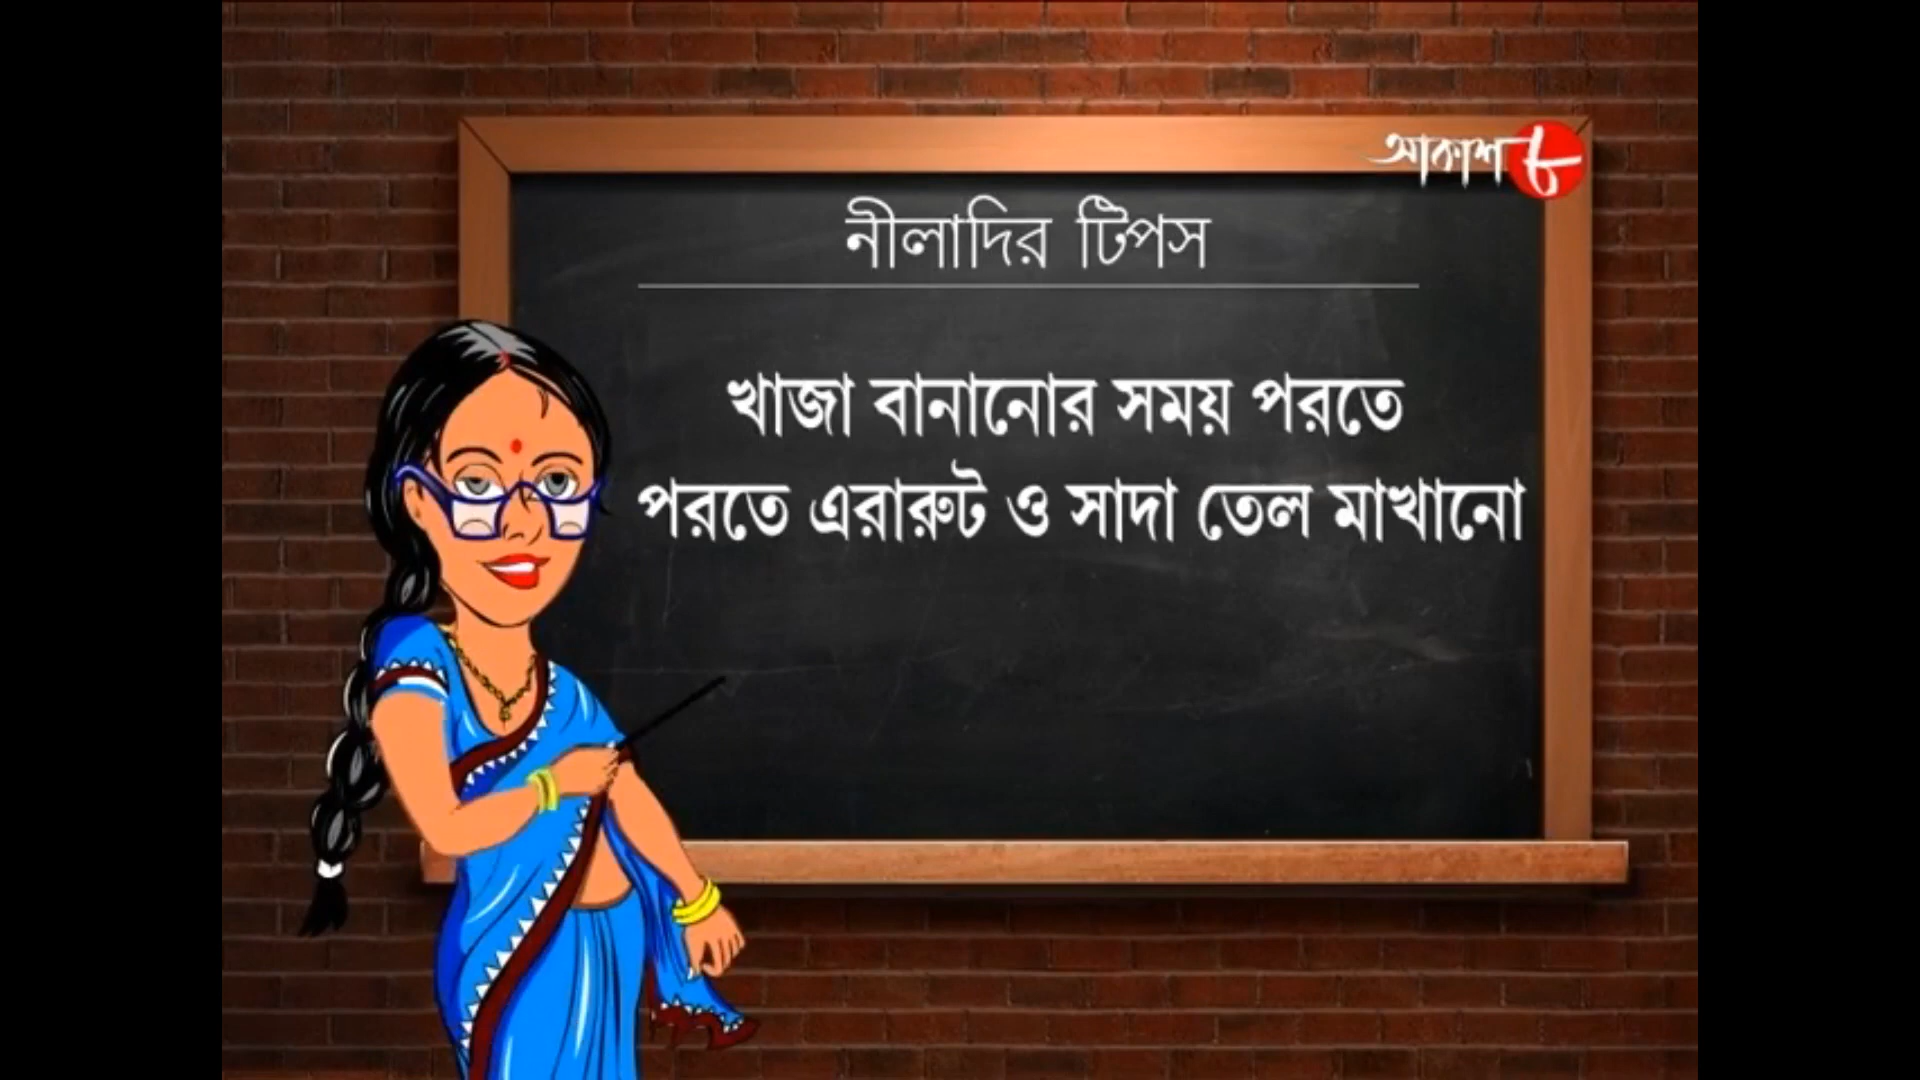 আকাশ ৮
নীলাদির টিপস
খাজা বানানোর সময় পরতে
পরতে এরারুট ও সাদা তেল মাখানো